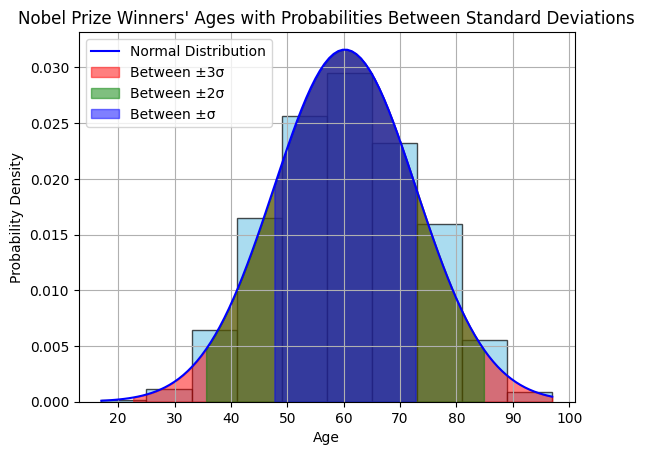 Nobel Prize Winners' Ages with Probabilities Between Standard Deviations
Normal Distribution
Between ±3σ
Between ±2σ
Between ±σ
0.030
0.025
0.020
0.015
0.010
0.005
0.000
Probability Density
20 30 40 50 60 70 80 90 100
Age